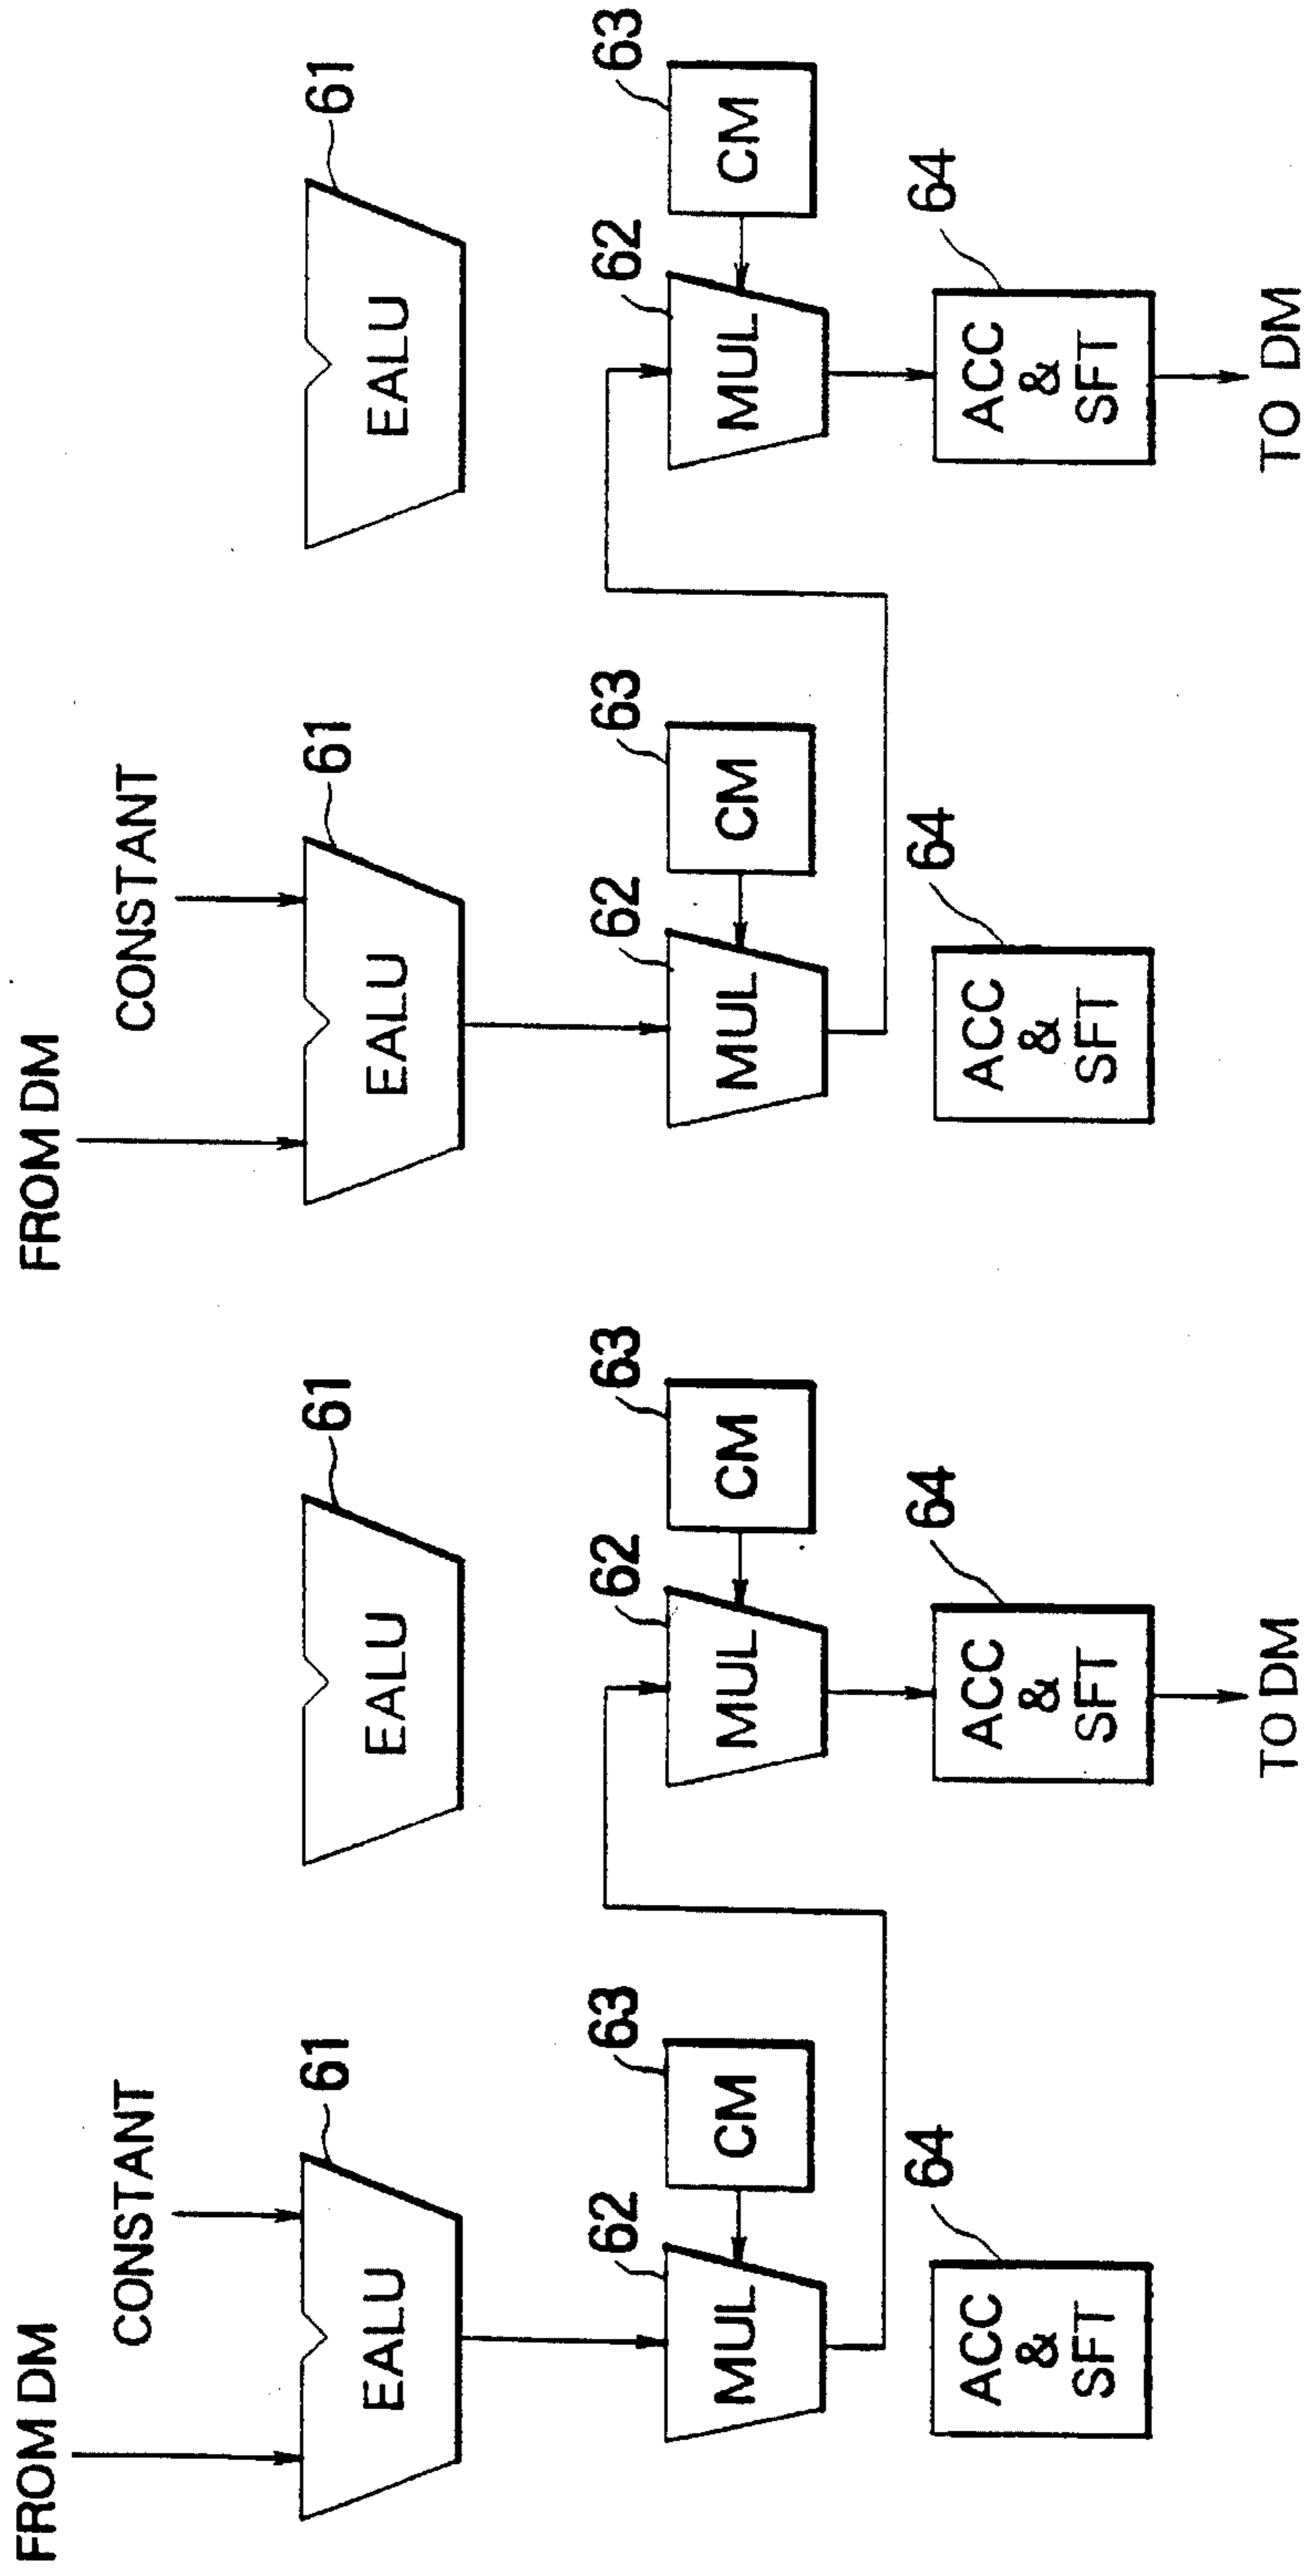 FROM DM
FROM DM
CONSTANT
CONSTANT
61
61
61
61
EALU
EALU
EALU
EALU
62
63
62
63
62
63
62
63
MUL
CM
MUL
CM
MUL
CM
MUL
CM
64
64
64
64
ACC
&
SFT
ACC
&
SFT
ACC
&
SFT
ACC
&
SFT
TO DM
TO DM